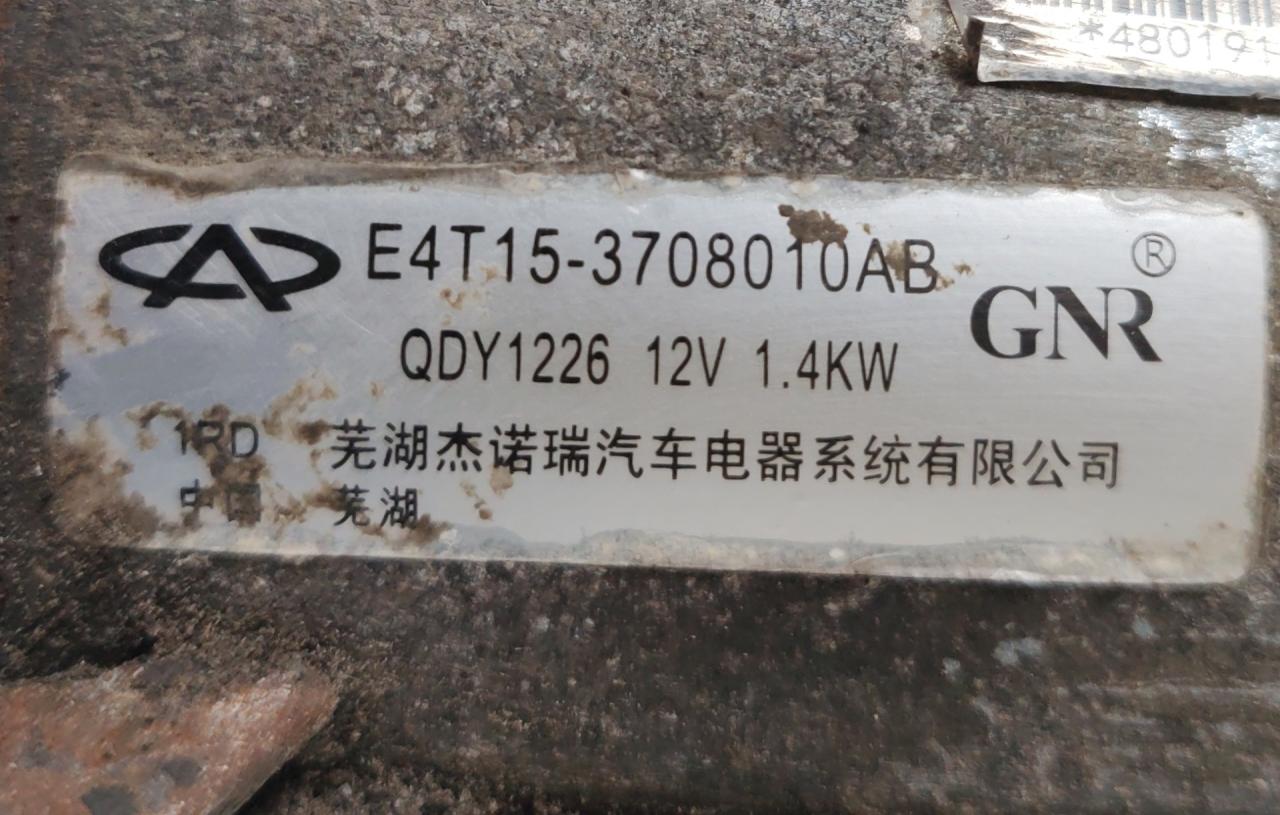 *480191
E4T15-3708010AB
®
GNR
QDY1226 12V 1.4KW
1RD 芜湖杰诺瑞汽车电器系统有限公司
中国 芜湖